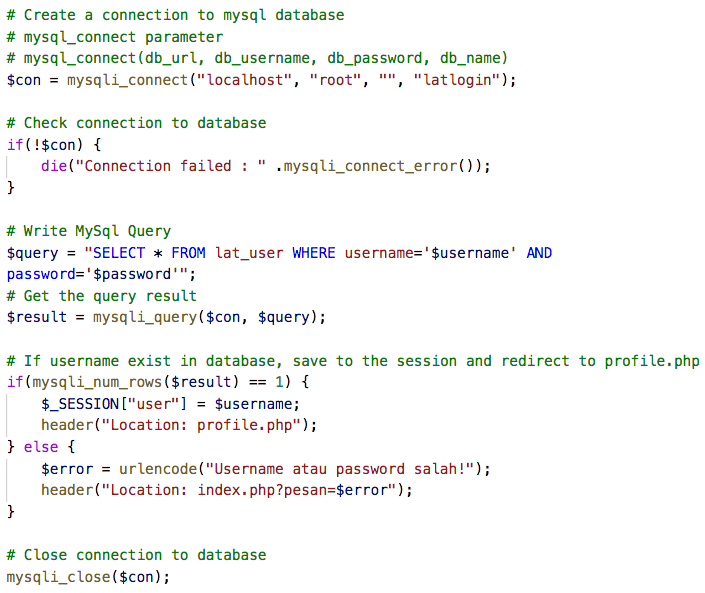 # Create a connection to mysql database
# mysql_connect parameter
# mysql_connect(db_url, db_username, db_password, db_name)
$con = mysqli_connect("localhost", "root", "", "latlogin");

# Check connection to database
if(!$con) {
    die("Connection failed : " .mysqli_connect_error());
}

# Write MySql Query
$query = "SELECT * FROM lat_user WHERE username='$username' AND
password='$password'";
# Get the query result
$result = mysqli_query($con, $query);

# If username exist in database, save to the session and redirect to profile.php
if(mysqli_num_rows($result) == 1) {
    $_SESSION["user"] = $username;
    header("Location: profile.php");
} else {
    $error = urlencode("Username atau password salah!");
    header("Location: index.php?pesan=$error");
}

# Close connection to database
mysqli_close($con);